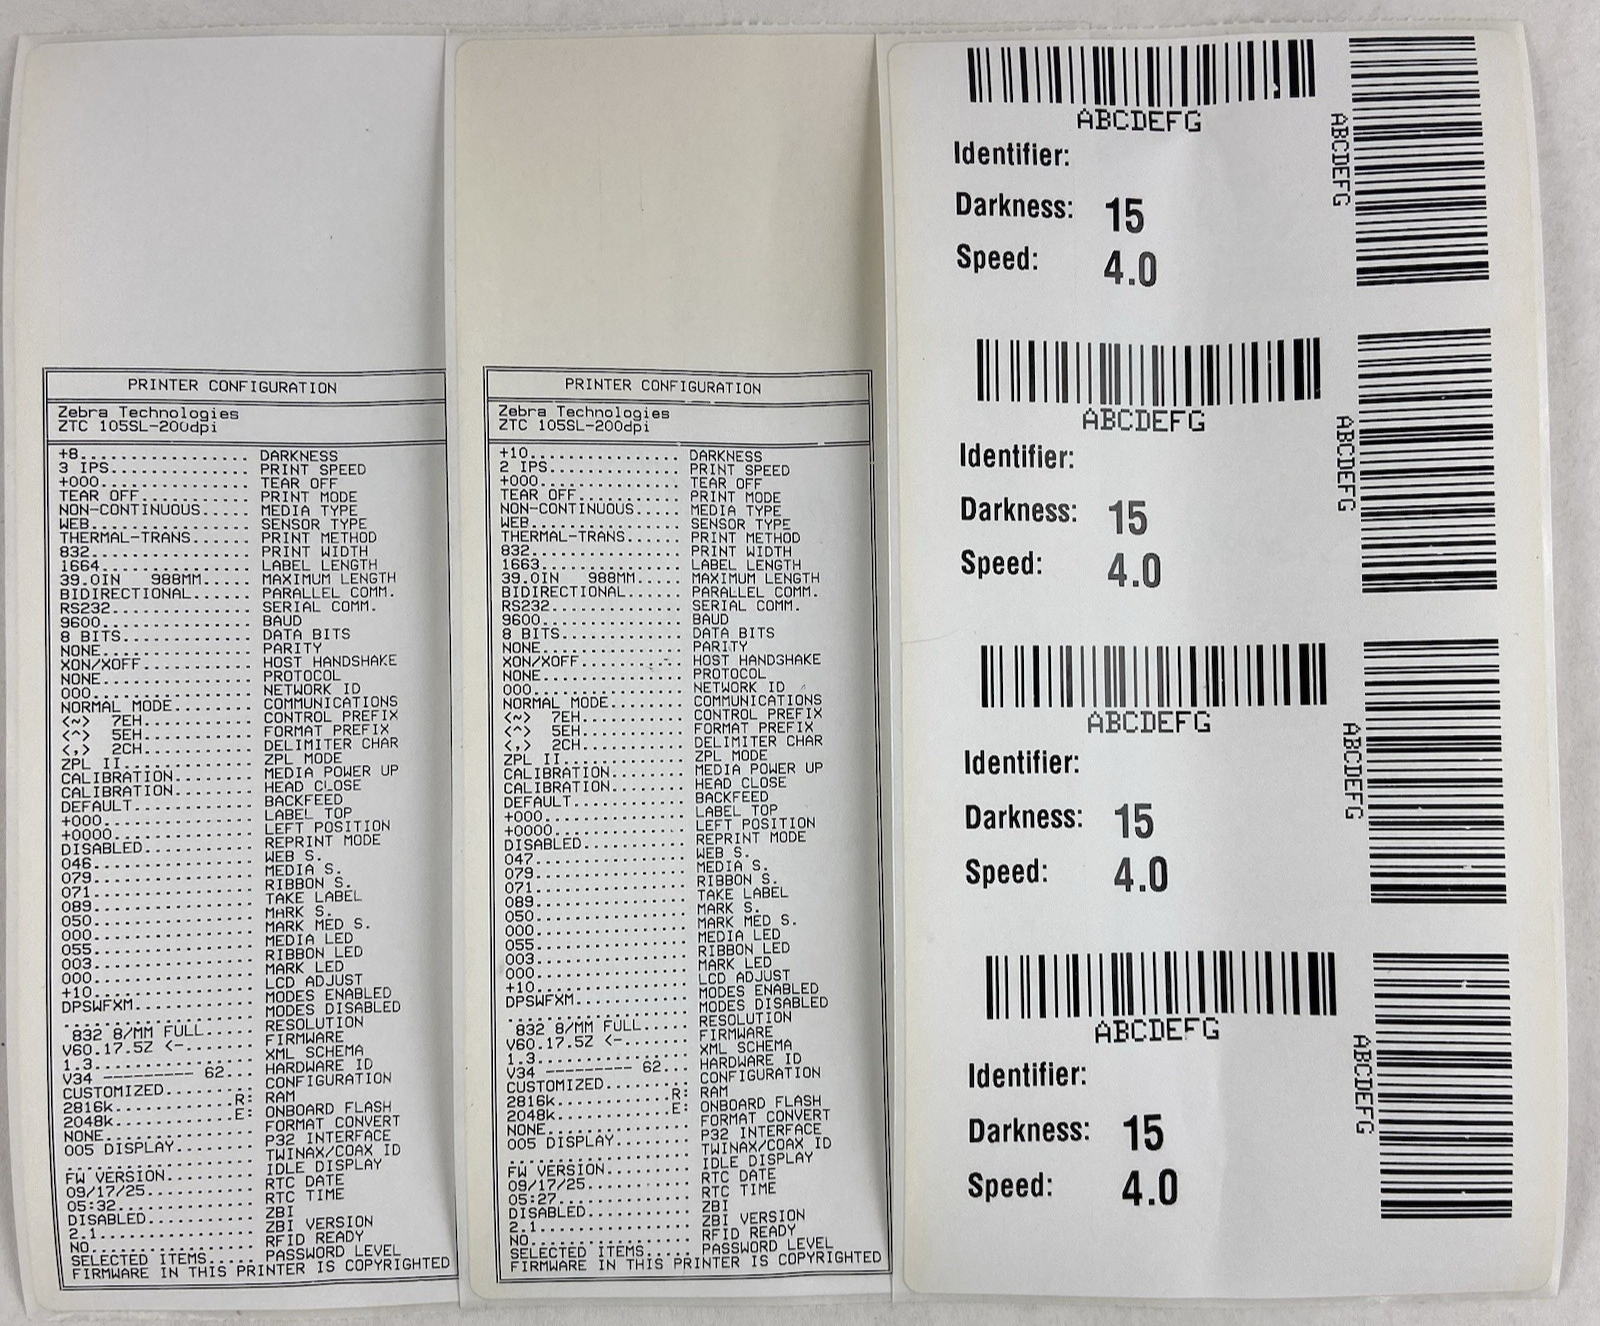 PRINTER CONFIGURATION
Zebra Technologies
ZTC 105SL-200dpi
+8.................. DARKNESS
3 IPS............... PRINT SPEED
+000................ TEAR OFF
TEAR OFF............ PRINT MODE
NON-CONTINUOUS...... MEDIA TYPE
WEB................. SENSOR TYPE
THERMAL-TRANS....... PRINT METHOD
832................. PRINT WIDTH
1664................ LABEL LENGTH
39.0IN   988MM...... MAXIMUM LENGTH
BIDIRECTIONAL....... PARALLEL COMM.
RS232............... SERIAL COMM.
9600................ BAUD
8 BITS.............. DATA BITS
NONE................ PARITY
XON/XOFF............ HOST HANDSHAKE
NONE................ PROTOCOL
000................. NETWORK ID
NORMAL MODE......... COMMUNICATIONS
<~>  7EH............ CONTROL PREFIX
<^>  5EH............ FORMAT PREFIX
<,>  2CH............ DELIMITER CHAR
ZPL II.............. ZPL MODE
CALIBRATION......... MEDIA POWER UP
CALIBRATION......... HEAD CLOSE
DEFAULT............. BACKFEED
+000................ LABEL TOP
+0000............... LEFT POSITION
DISABLED............ REPRINT MODE
046................. WEB S.
079................. MEDIA S.
071................. RIBBON S.
089................. TAKE LABEL
050................. MARK S.
000................. MARK MED S.
055................. MEDIA LED
003................. RIBBON LED
000................. MARK LED
+10................. LCD ADJUST
DPSWFXM............. MODES ENABLED
.................... MODES DISABLED
832 8/MM FULL....... RESOLUTION
V60.17.5Z <-........ FIRMWARE
1.3................. XML SCHEMA
V34 --------- 62.... HARDWARE ID
CUSTOMIZED.......... CONFIGURATION
2816k............R: RAM
2048k............E: ONBOARD FLASH
NONE................ FORMAT CONVERT
005 DISPLAY......... P32 INTERFACE
.................... TWINAX/COAX ID
FW VERSION.......... IDLE DISPLAY
09/17/25............ RTC DATE
05:32............... RTC TIME
DISABLED............ ZBI
2.1................. ZBI VERSION
NO.................. RFID READY
SELECTED ITEMS...... PASSWORD LEVEL
FIRMWARE IN THIS PRINTER IS COPYRIGHTED
PRINTER CONFIGURATION
Zebra Technologies
ZTC 105SL-200dpi
+10................. DARKNESS
2 IPS............... PRINT SPEED
+000................ TEAR OFF
TEAR OFF............ PRINT MODE
NON-CONTINUOUS...... MEDIA TYPE
WEB................. SENSOR TYPE
THERMAL-TRANS....... PRINT METHOD
832................. PRINT WIDTH
1663................ LABEL LENGTH
39.0IN   988MM...... MAXIMUM LENGTH
BIDIRECTIONAL....... PARALLEL COMM.
RS232............... SERIAL COMM.
9600................ BAUD
8 BITS.............. DATA BITS
NONE................ PARITY
XON/XOFF............ HOST HANDSHAKE
NONE................ PROTOCOL
000................. NETWORK ID
NORMAL MODE......... COMMUNICATIONS
<~>  7EH............ CONTROL PREFIX
<^>  5EH............ FORMAT PREFIX
<,>  2CH............ DELIMITER CHAR
ZPL II.............. ZPL MODE
CALIBRATION......... MEDIA POWER UP
CALIBRATION......... HEAD CLOSE
DEFAULT............. BACKFEED
+000................ LABEL TOP
+0000............... LEFT POSITION
DISABLED............ REPRINT MODE
047................. WEB S.
079................. MEDIA S.
071................. RIBBON S.
089................. TAKE LABEL
050................. MARK S.
000................. MARK MED S.
055................. MEDIA LED
003................. RIBBON LED
000................. MARK LED
+10................. LCD ADJUST
DPSWFXM............. MODES ENABLED
.................... MODES DISABLED
832 8/MM FULL....... RESOLUTION
V60.17.5Z <-........ FIRMWARE
1.3................. XML SCHEMA
V34 --------- 62.... HARDWARE ID
CUSTOMIZED.......... CONFIGURATION
2816k............R: RAM
2048k............E: ONBOARD FLASH
NONE................ FORMAT CONVERT
005 DISPLAY......... P32 INTERFACE
.................... TWINAX/COAX ID
FW VERSION.......... IDLE DISPLAY
09/17/25............ RTC DATE
05:27............... RTC TIME
DISABLED............ ZBI
2.1................. ZBI VERSION
NO.................. RFID READY
SELECTED ITEMS...... PASSWORD LEVEL
FIRMWARE IN THIS PRINTER IS COPYRIGHTED
ABCDEFG
ABCDEFG
Identifier:
Darkness: 15
Speed: 4.0
ABCDEFG
ABCDEFG
Identifier:
Darkness: 15
Speed: 4.0
ABCDEFG
ABCDEFG
Identifier:
Darkness: 15
Speed: 4.0
ABCDEFG
ABCDEFG
Identifier:
Darkness: 15
Speed: 4.0